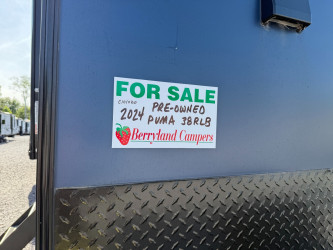 FOR SALE
PRE-OWNED
2024 PUMA 38RLB
Berryland Campers